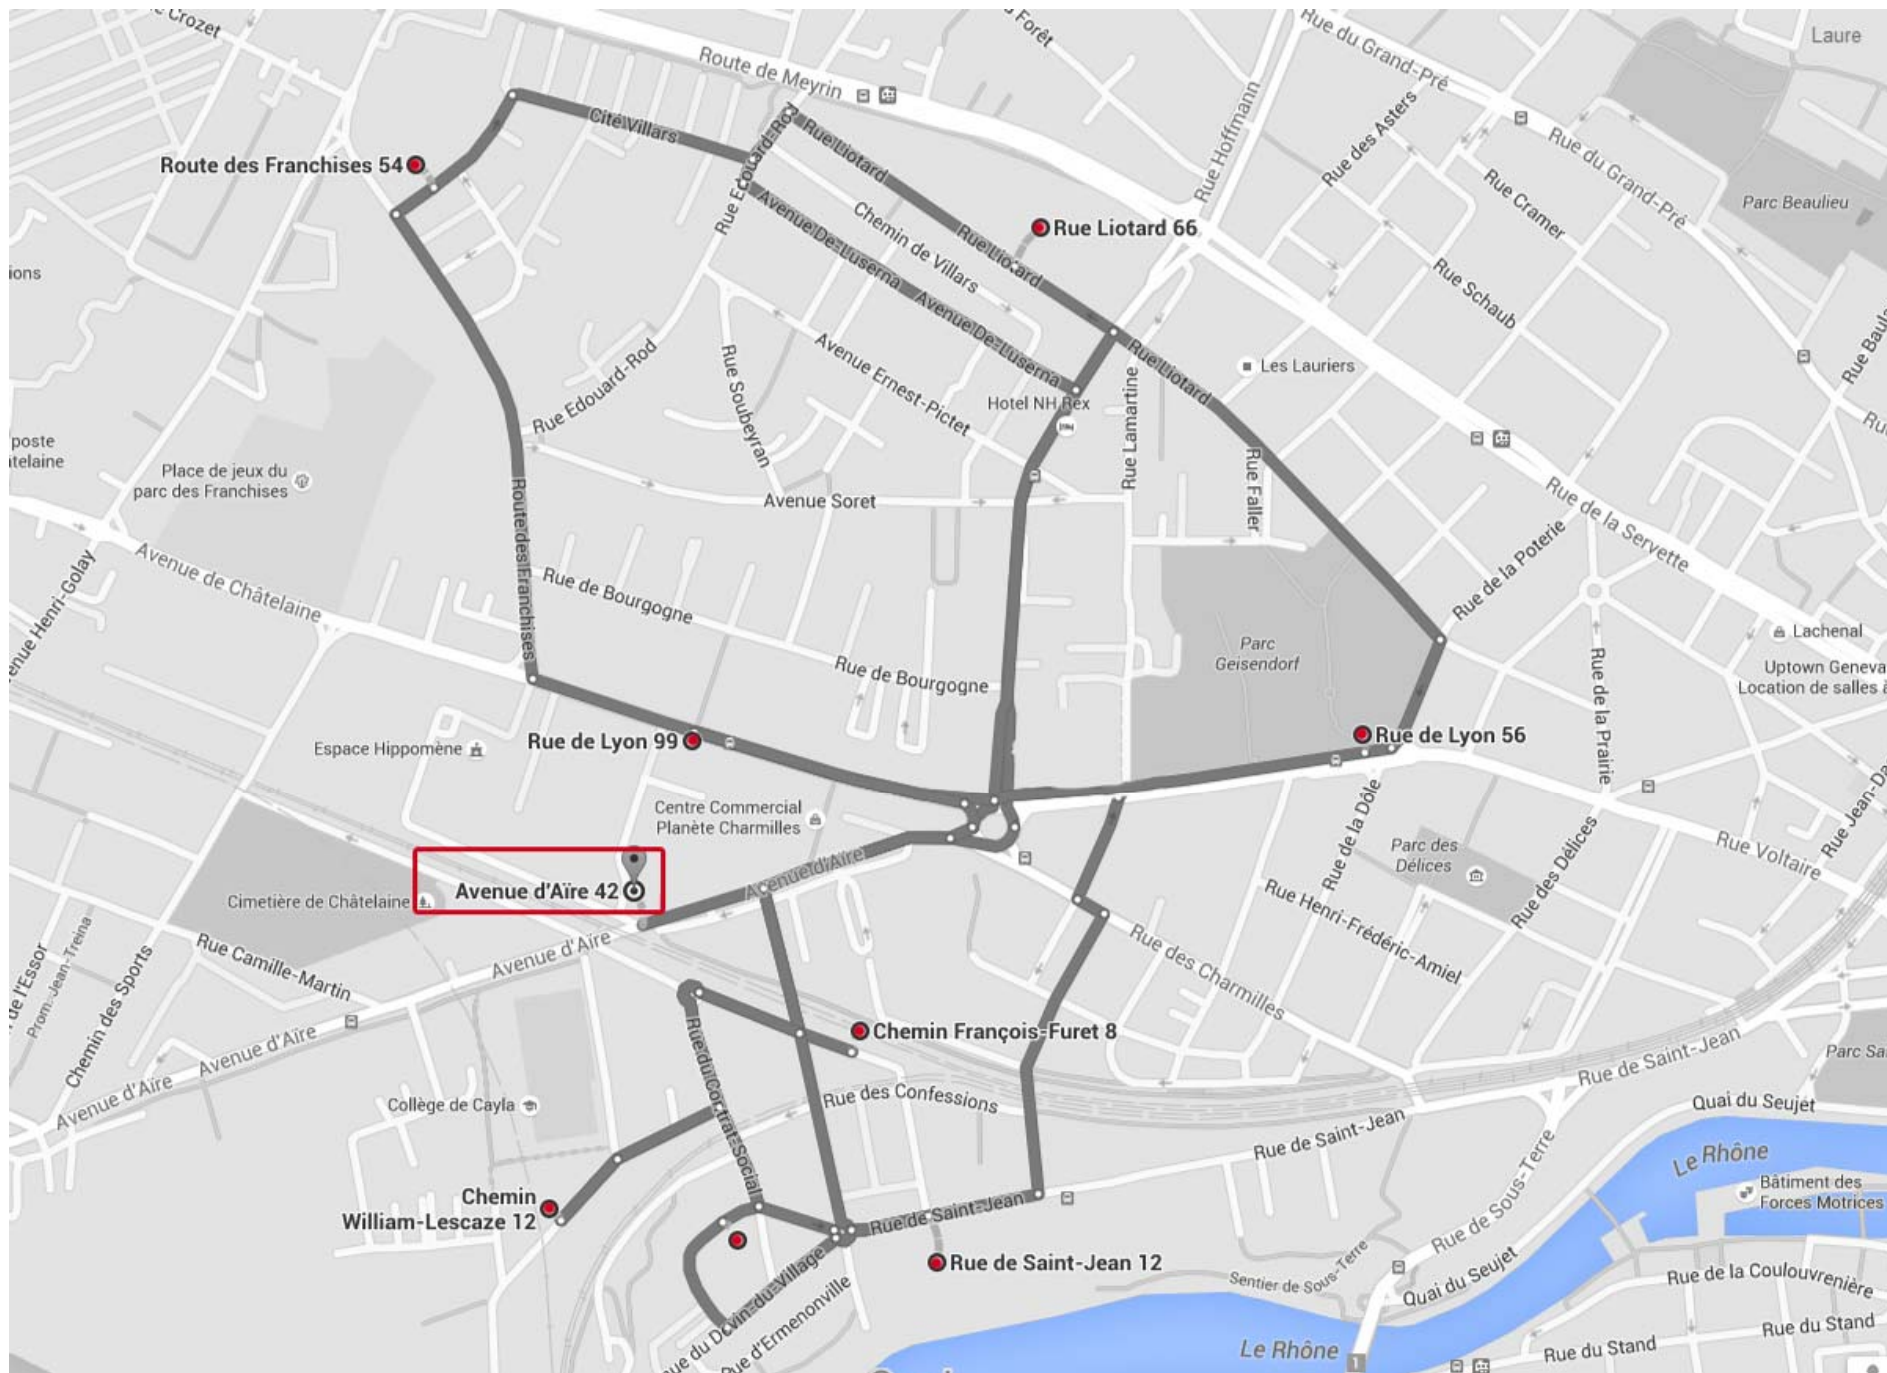 Crozet
Forêt
Rue du Grand-Pré
Laure
Route de Meyrin
Rue Hoffmann
Rue des Asters
Cité Villars
Rue Liotard
Rue du Grand-Pré
Route des Franchises 54
Rue Edouard-Rod
Rue Cramer
Parc Beaulieu
Avenue De-Luserna
Chemin de Villars
Rue Liotard
Rue Liotard 66
ions
Rue Schaub
Avenue De-Luserna
Rue Soubeyran
Avenue Ernest-Pictet
Rue Liotard
Les Lauriers
Rue Edouard-Rod
Hotel NH Rex
Rue Lamartine
poste
Place de jeux du
parc des Franchises
Avenue Soret
Rue Faller
Route des Franchises
Rue de la Servette
Avenue de Châtelaine
Rue de la Poterie
Rue de Bourgogne
Parc
Geisendorf
Lachenal
Rue de Bourgogne
Rue de la Prairie
Uptown Geneva
Location de salles à
Espace Hippomène
Rue de Lyon 99
Rue de Lyon 56
Centre Commercial
Planète Charmilles
Rue de la Dôle
Parc des
Délices
Rue Voltaire
Avenue d'Aïre
Avenue d'Aïre 42
Cimetière de Châtelaine
Rue Henri-Frédéric-Amiel
Rue des Délices
Rue Camille-Martin
Avenue d'Aïre
Rue des Charmilles
Prom.-Jean-Treina
Chemin des Sports
Avenue d'Aïre
Chemin François-Furet 8
Rue de Saint-Jean
Avenue d'Aïre
Collège de Cayla
Rue du Contrat-Social
Rue des Confessions
Quai du Seujet
Rue de Saint-Jean
Le Rhône
Chemin
William-Lescaze 12
Bâtiment des
Forces Motrices
Rue de Saint-Jean
Rue de Sous-Terre
Rue de Saint-Jean 12
Sentier de Sous-Terre
Quai du Seujet
Rue de la Coulouvrenière
Rue d'Ermenonville
Le Rhône
1
Rue du Stand
Rue du Stand